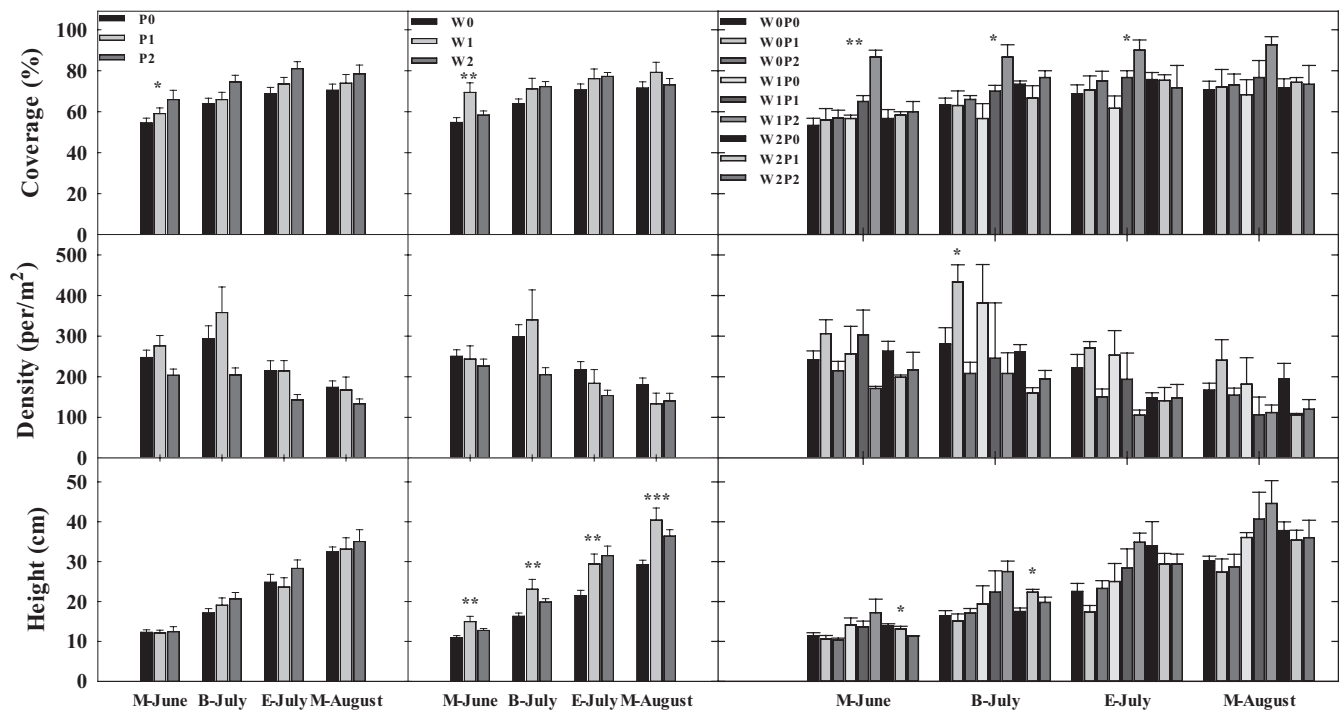 Coverage (%)
100
80
60
40
20
0
P0
P1
P2
*
W0
W1
W2
**
W0P0
W0P1
W0P2
W1P0
W1P1
W1P2
W2P0
W2P1
W2P2
**
*
*
Density (per/m²)
500
400
300
200
100
0
*
Height (cm)
50
40
30
20
10
0
**
**
**
***
*
*
M-June B-July E-July M-August
M-June B-July E-July M-August
M-June B-July E-July M-August